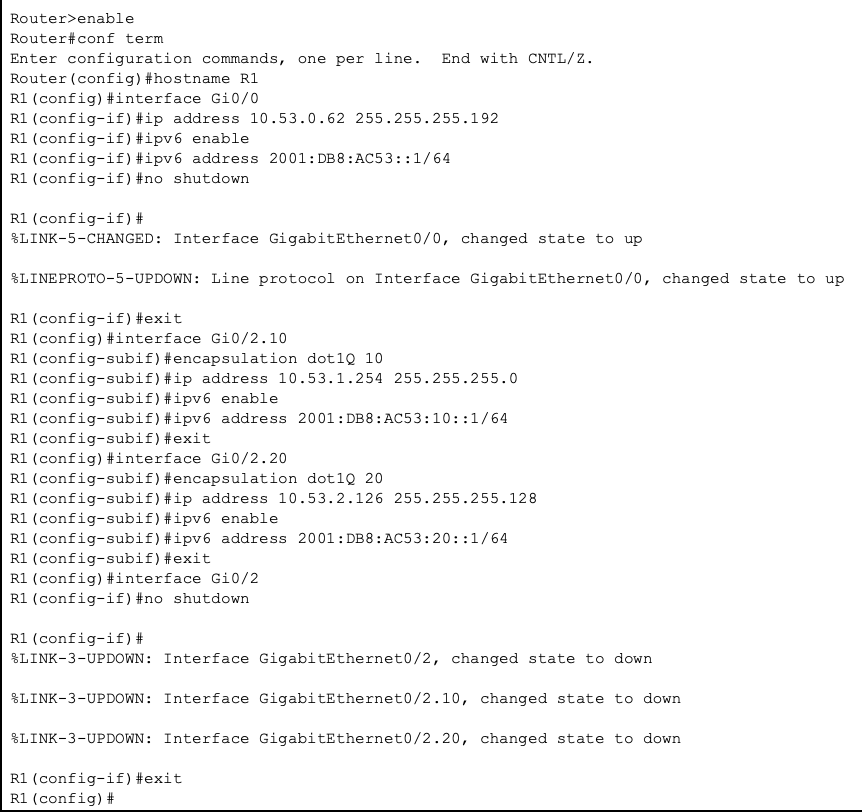 Router>enable
Router#conf term
Enter configuration commands, one per line.  End with CNTL/Z.
Router(config)#hostname R1
R1(config)#interface Gi0/0
R1(config-if)#ip address 10.53.0.62 255.255.255.192
R1(config-if)#ipv6 enable
R1(config-if)#ipv6 address 2001:DB8:AC53::1/64
R1(config-if)#no shutdown
R1(config-if)#
%LINK-5-CHANGED: Interface GigabitEthernet0/0, changed state to up
%LINEPROTO-5-UPDOWN: Line protocol on Interface GigabitEthernet0/0, changed state to up
R1(config-if)#exit
R1(config)#interface Gi0/2.10
R1(config-subif)#encapsulation dot1Q 10
R1(config-subif)#ip address 10.53.1.254 255.255.255.0
R1(config-subif)#ipv6 enable
R1(config-subif)#ipv6 address 2001:DB8:AC53:10::1/64
R1(config-subif)#exit
R1(config)#interface Gi0/2.20
R1(config-subif)#encapsulation dot1Q 20
R1(config-subif)#ip address 10.53.2.126 255.255.255.128
R1(config-subif)#ipv6 enable
R1(config-subif)#ipv6 address 2001:DB8:AC53:20::1/64
R1(config-subif)#exit
R1(config)#interface Gi0/2
R1(config-if)#no shutdown
R1(config-if)#
%LINK-3-UPDOWN: Interface GigabitEthernet0/2, changed state to down
%LINK-3-UPDOWN: Interface GigabitEthernet0/2.10, changed state to down
%LINK-3-UPDOWN: Interface GigabitEthernet0/2.20, changed state to down
R1(config-if)#exit
R1(config)#